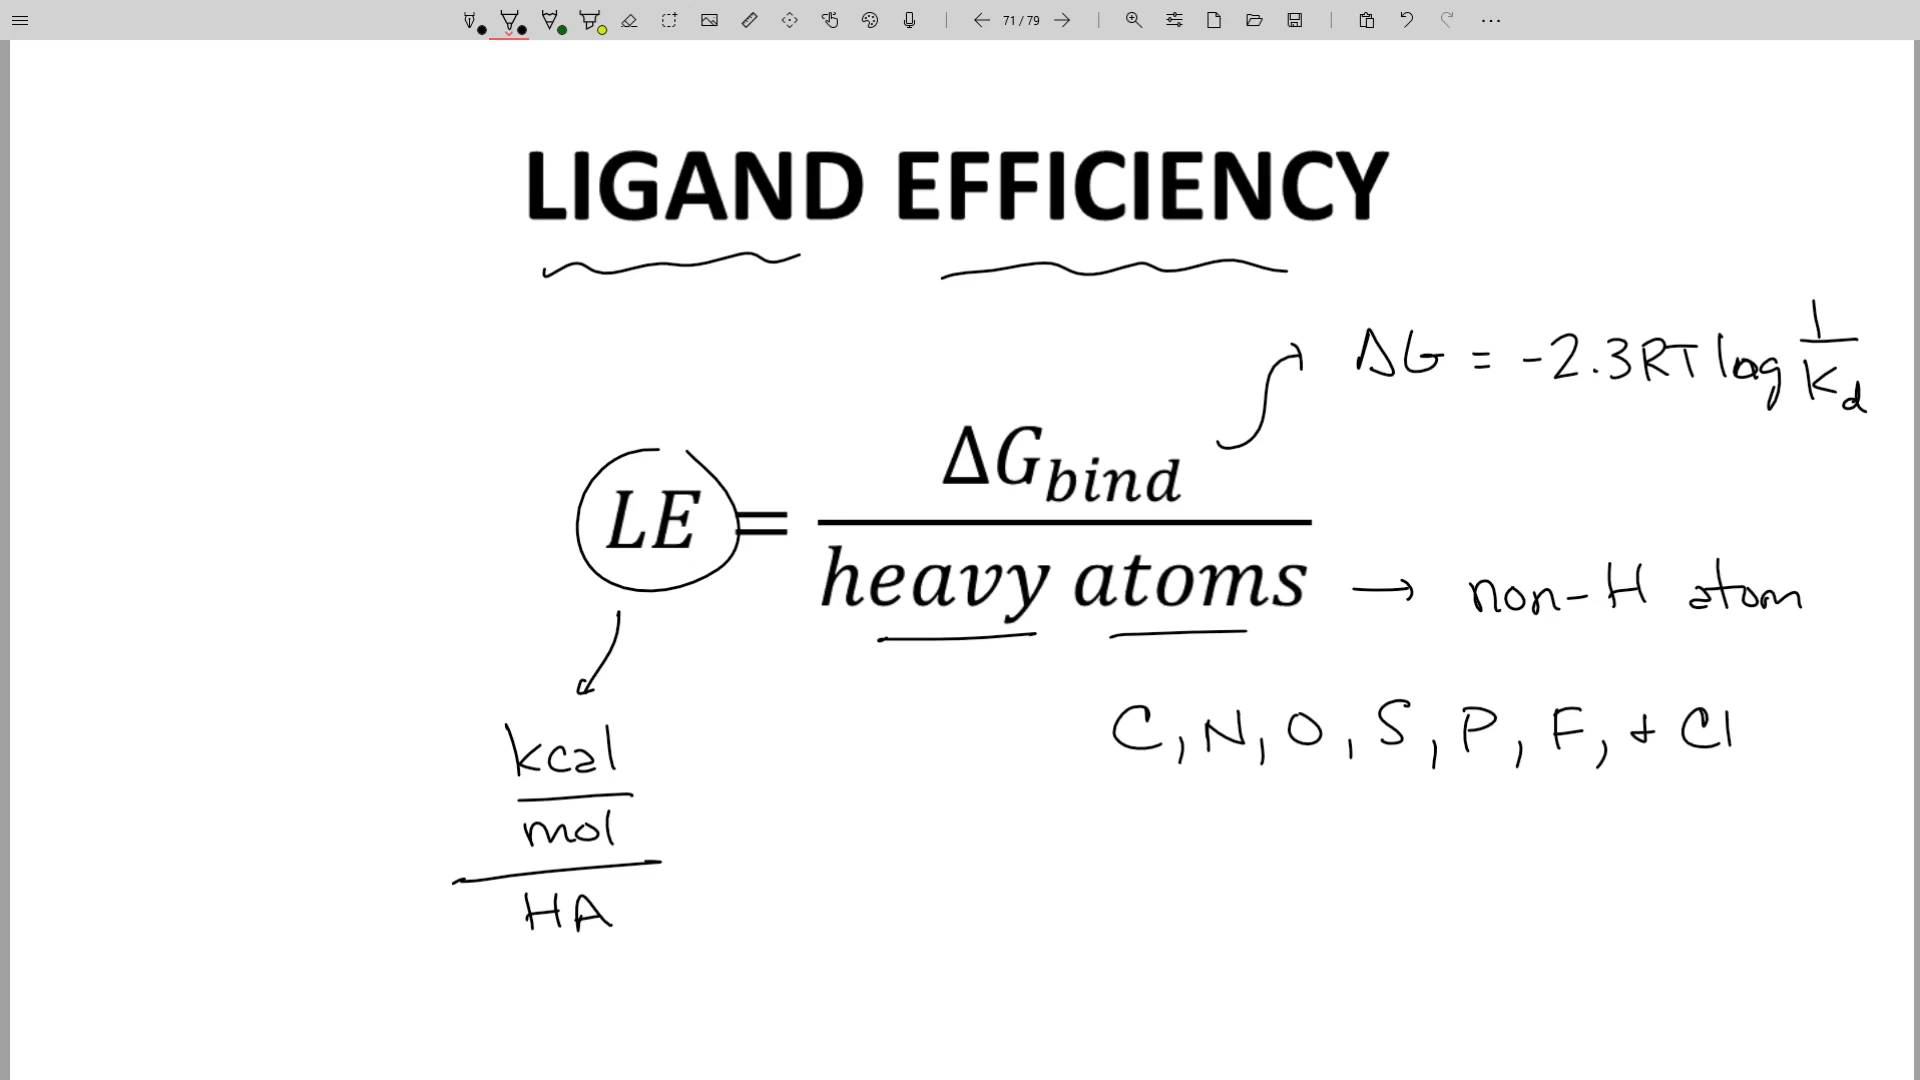 71 / 79
LIGAND EFFICIENCY
ΔG = -2.3RT log 1/Kd
LE = ΔGbind / heavy atoms → non-H atom
C, N, O, S, P, F, + Cl
kcal
mol
HA